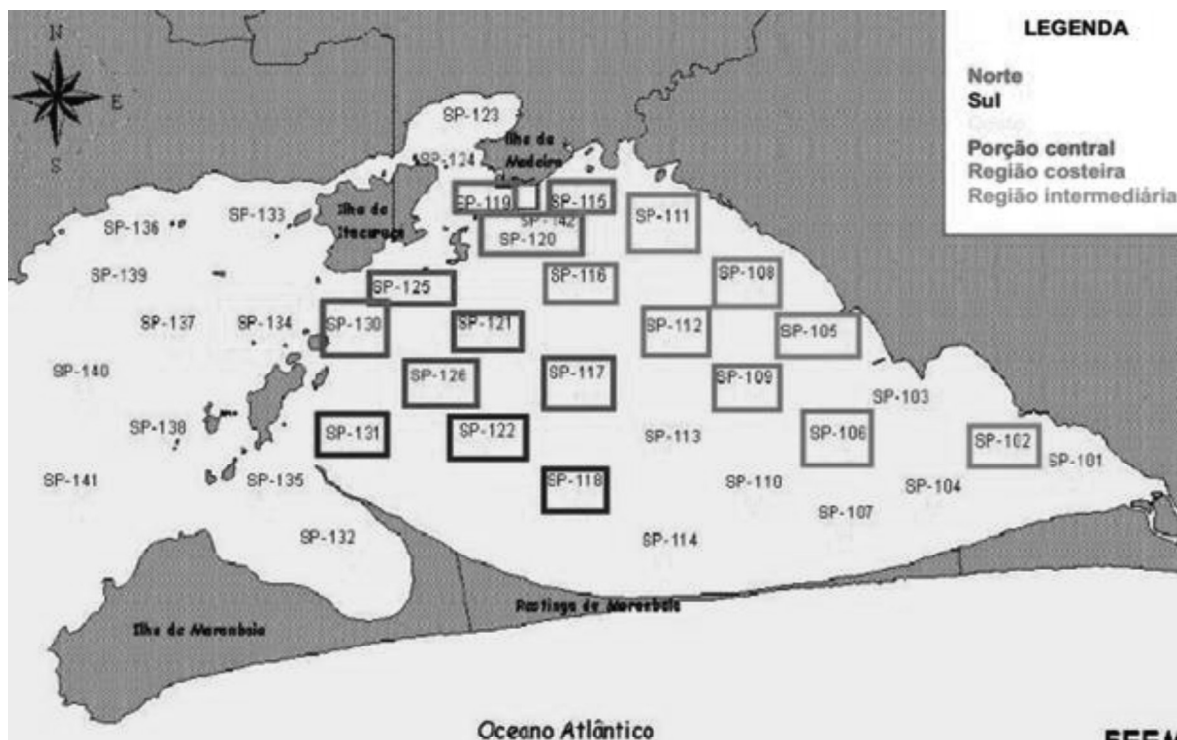 LEGENDA
Norte
Sul
Porção central
Região costeira
Região intermediária
N
E
S
SP-123
Ilha da
Madeira
SP-124
SP-119
SP-115
SP-142
SP-120
SP-111
SP-133
Ilha de
Itacuruçá
SP-136
SP-139
SP-125
SP-116
SP-108
SP-137
SP-134
SP-130
SP-121
SP-112
SP-105
SP-140
SP-126
SP-117
SP-109
SP-103
SP-138
SP-131
SP-122
SP-113
SP-106
SP-102
SP-101
SP-141
SP-135
SP-118
SP-110
SP-104
SP-107
SP-132
SP-114
Restinga de Marambaia
Ilha de Marambaia
Oceano Atlântico